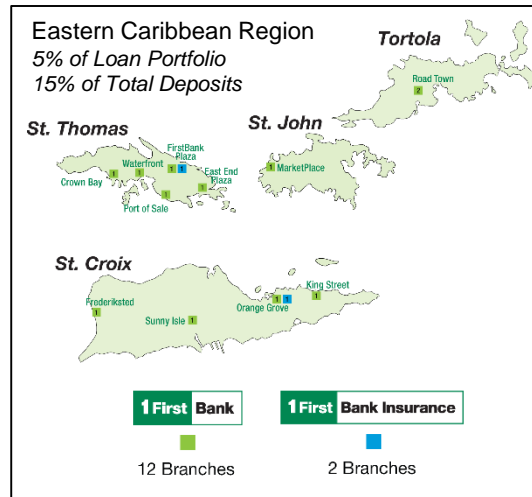 Eastern Caribbean Region
5% of Loan Portfolio
15% of Total Deposits
Tortola
Road Town
2
St. Thomas
St. John
FirstBank
Plaza
Waterfront
1
1
East End
Plaza
Crown Bay
1
1
1
Port of Sale
1
1
MarketPlace
St. Croix
King Street
1
Frederiksted
1
Orange Grove
1
1
Sunny Isle
1
1 First Bank
1 First Bank Insurance
12 Branches
2 Branches